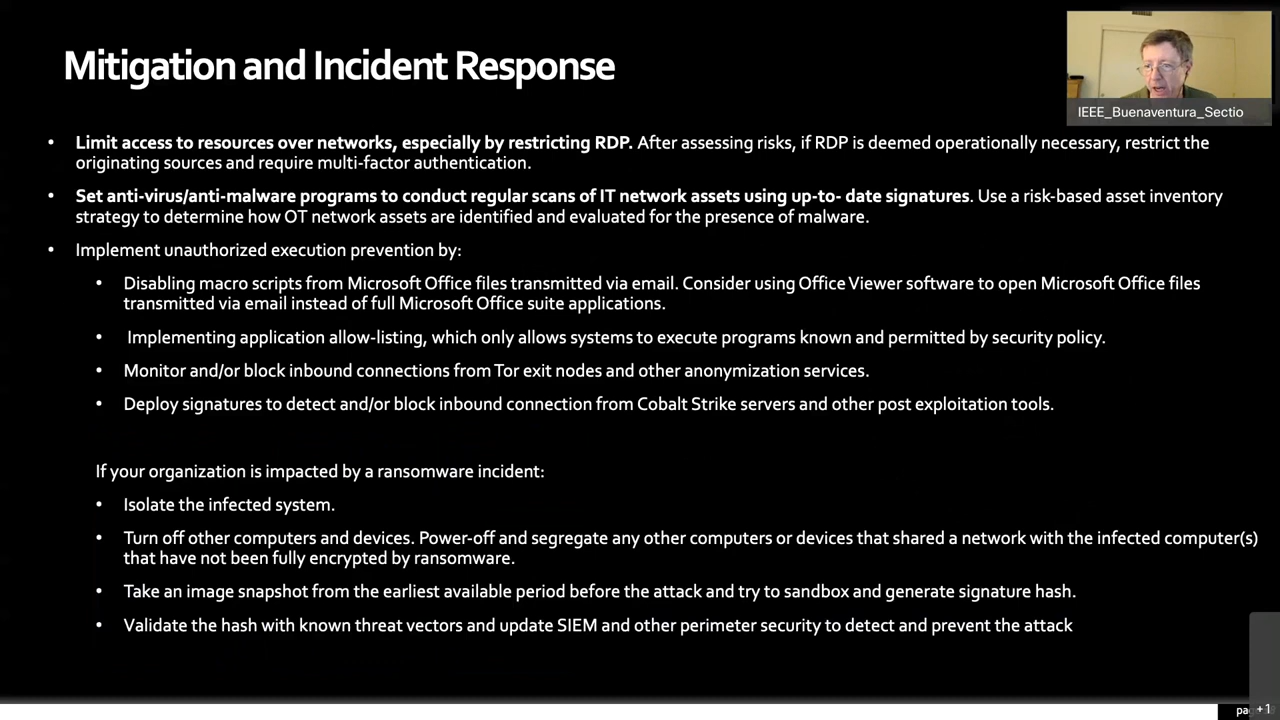 Mitigation and Incident Response
IEEE_Buenaventura_Sectio
• Limit access to resources over networks, especially by restricting RDP. After assessing risks, if RDP is deemed operationally necessary, restrict the
originating sources and require multi-factor authentication.
• Set anti-virus/anti-malware programs to conduct regular scans of IT network assets using up-to- date signatures. Use a risk-based asset inventory
strategy to determine how OT network assets are identified and evaluated for the presence of malware.
• Implement unauthorized execution prevention by:
• Disabling macro scripts from Microsoft Office files transmitted via email. Consider using Office Viewer software to open Microsoft Office files
transmitted via email instead of full Microsoft Office suite applications.
• Implementing application allow-listing, which only allows systems to execute programs known and permitted by security policy.
• Monitor and/or block inbound connections from Tor exit nodes and other anonymization services.
• Deploy signatures to detect and/or block inbound connection from Cobalt Strike servers and other post exploitation tools.
If your organization is impacted by a ransomware incident:
• Isolate the infected system.
• Turn off other computers and devices. Power-off and segregate any other computers or devices that shared a network with the infected computer(s)
that have not been fully encrypted by ransomware.
• Take an image snapshot from the earliest available period before the attack and try to sandbox and generate signature hash.
• Validate the hash with known threat vectors and update SIEM and other perimeter security to detect and prevent the attack
+1